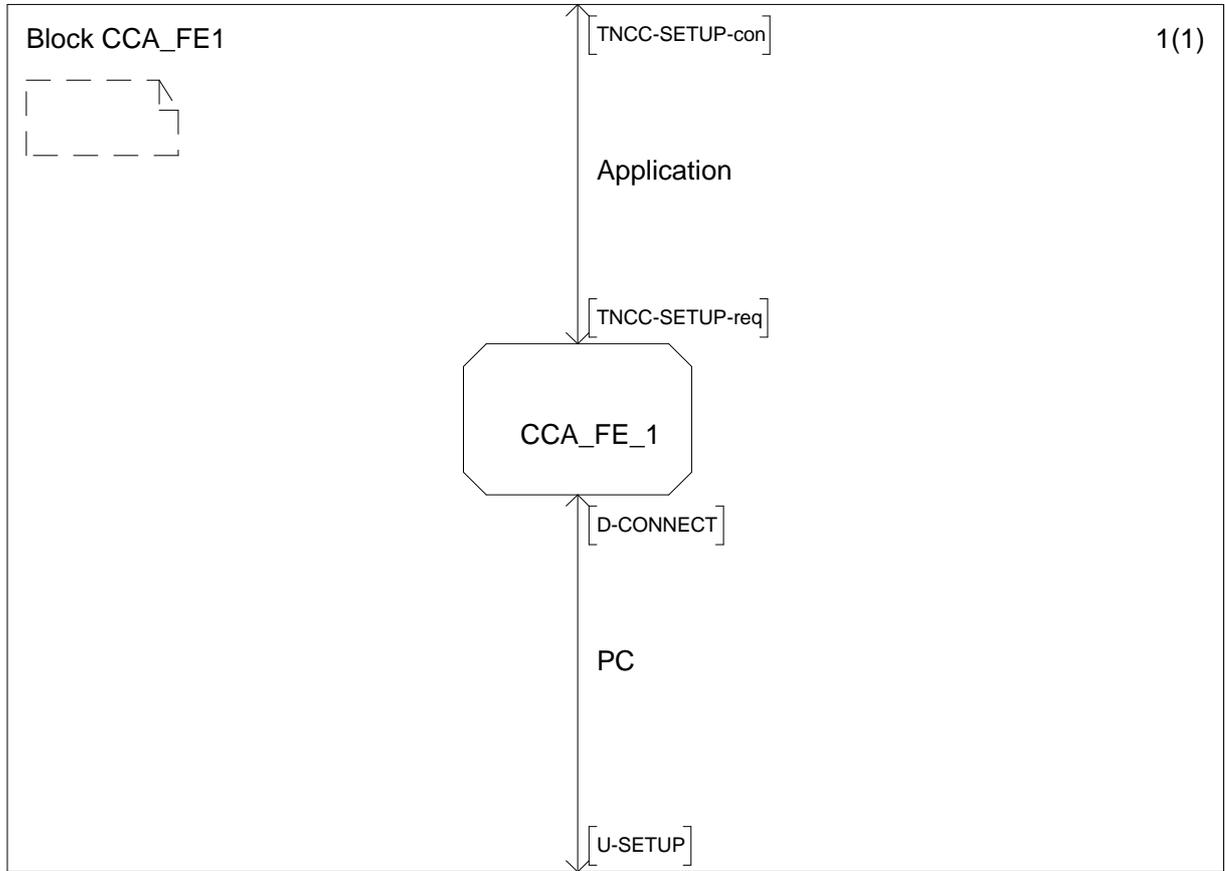 Block CCA_FE1
1(1)
[TNCC-SETUP-con]
Application
[TNCC-SETUP-req]
CCA_FE_1
[D-CONNECT]
PC
[U-SETUP]